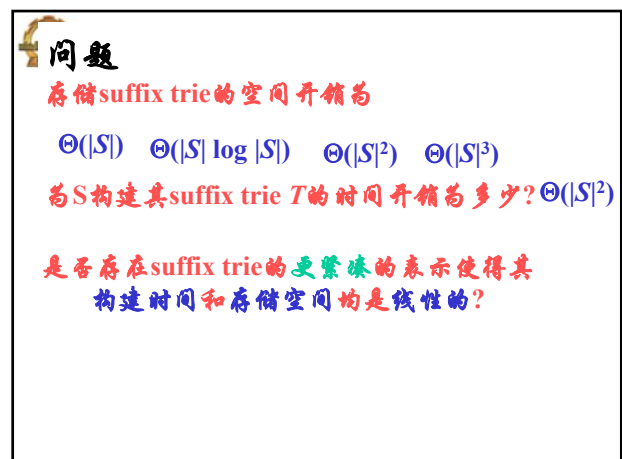 问题
存储suffix trie的空间开销为
Θ(|S|) Θ(|S| log |S|) Θ(|S|²) Θ(|S|³)
为S构建其suffix trie T的时间开销为多少? Θ(|S|²)
是否存在suffix trie的更紧凑的表示使得其
构建时间和存储空间均是线性的?